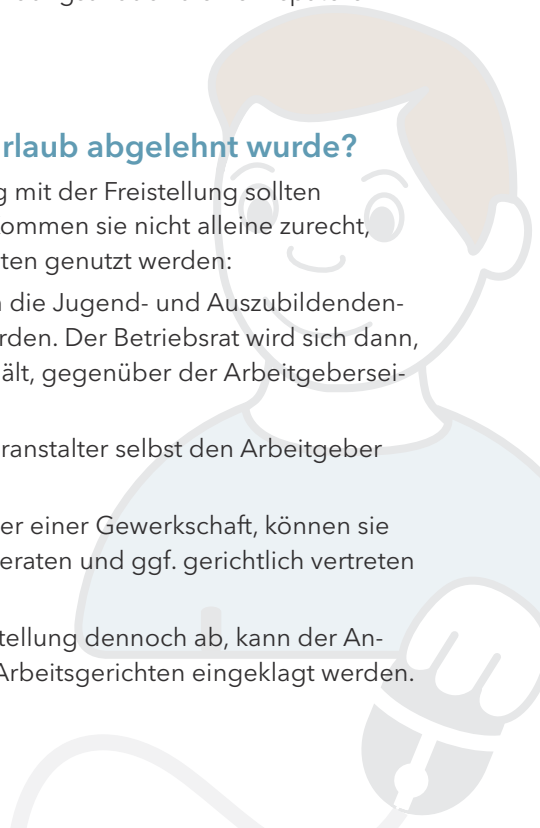 rlaub abgelehnt wurde?
g mit der Freistellung sollten
ommen sie nicht alleine zurecht,
ten genutzt werden:
die Jugend- und Auszubildenden-
rden. Der Betriebsrat wird sich dann,
ält, gegenüber der Arbeitgebersei-
ranstalter selbst den Arbeitgeber
er einer Gewerkschaft, können sie
eraten und ggf. gerichtlich vertreten
tellung dennoch ab, kann der An-
Arbeitsgerichten eingeklagt werden.